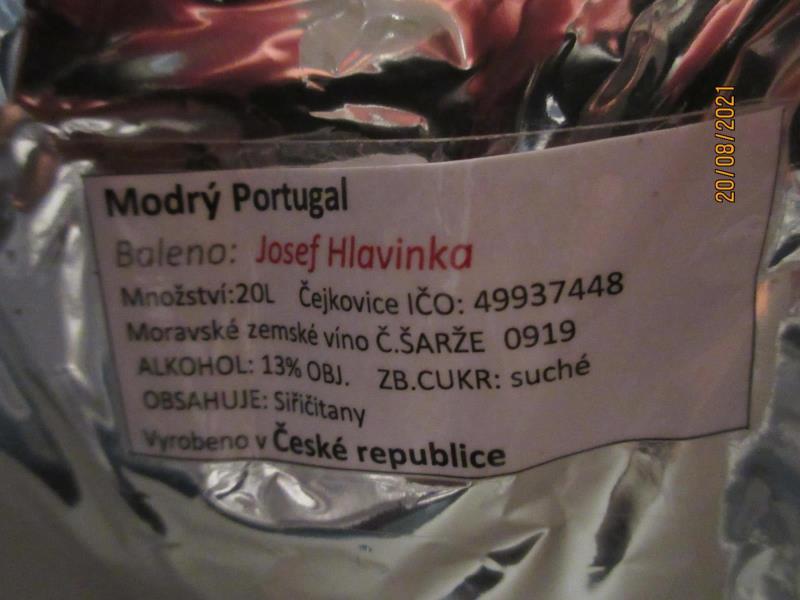 Modrý Portugal
Baleno: Josef Hlavinka
Množství:20L Čejkovice IČO: 49937448
Moravské zemské víno Č.ŠARŽE 0919
ALKOHOL: 13% OBJ. ZB.CUKR: suché
OBSAHUJE: Siřičitany
Vyrobeno v České republice
20/08/2021